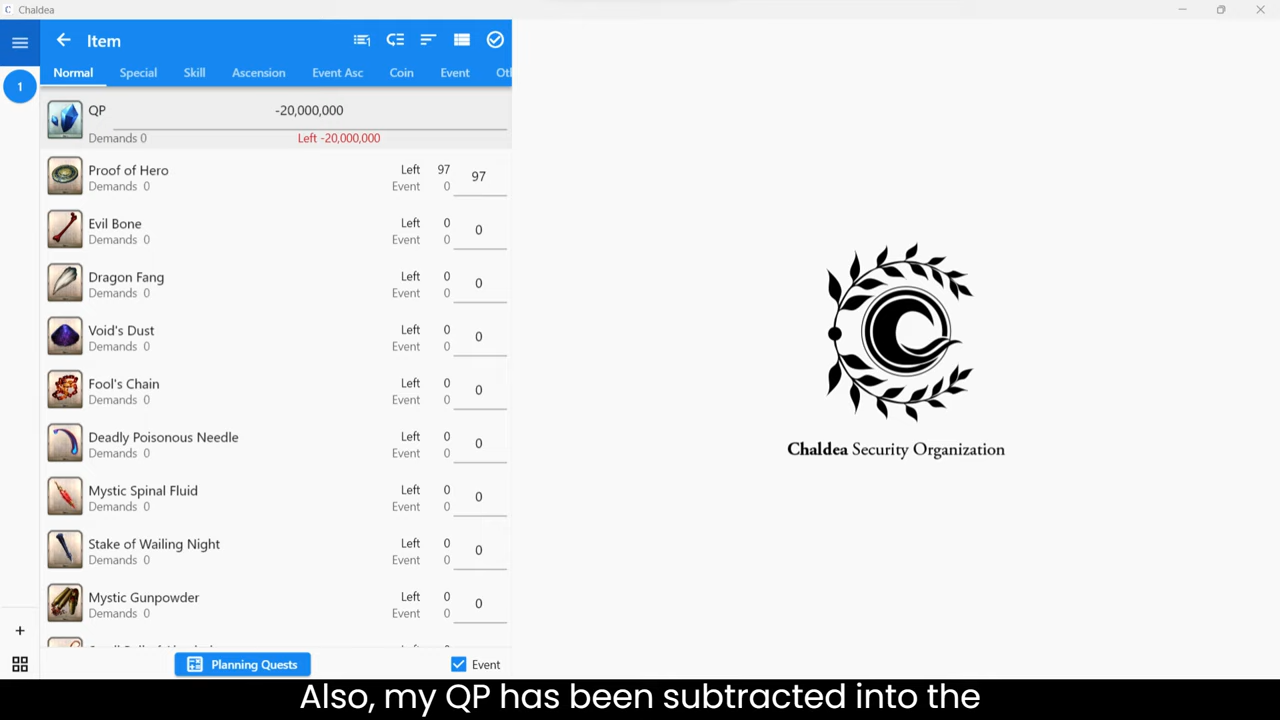 Chaldea
Item
Normal Special Skill Ascension Event Asc Coin Event Ot
1
QP -20,000,000
Demands 0 Left -20,000,000
Proof of Hero Left 97 97
Demands 0 Event 0
Evil Bone Left 0 0
Demands 0 Event 0
Dragon Fang Left 0 0
Demands 0 Event 0
Void's Dust Left 0 0
Demands 0 Event 0
Fool's Chain Left 0 0
Demands 0 Event 0
Deadly Poisonous Needle Left 0 0
Demands 0 Event 0
Mystic Spinal Fluid Left 0 0
Demands 0 Event 0
Stake of Wailing Night Left 0 0
Demands 0 Event 0
Mystic Gunpowder Left 0 0
Demands 0 Event 0
Planning Quests Event
Chaldea Security Organization
Also, my QP has been subtracted into the